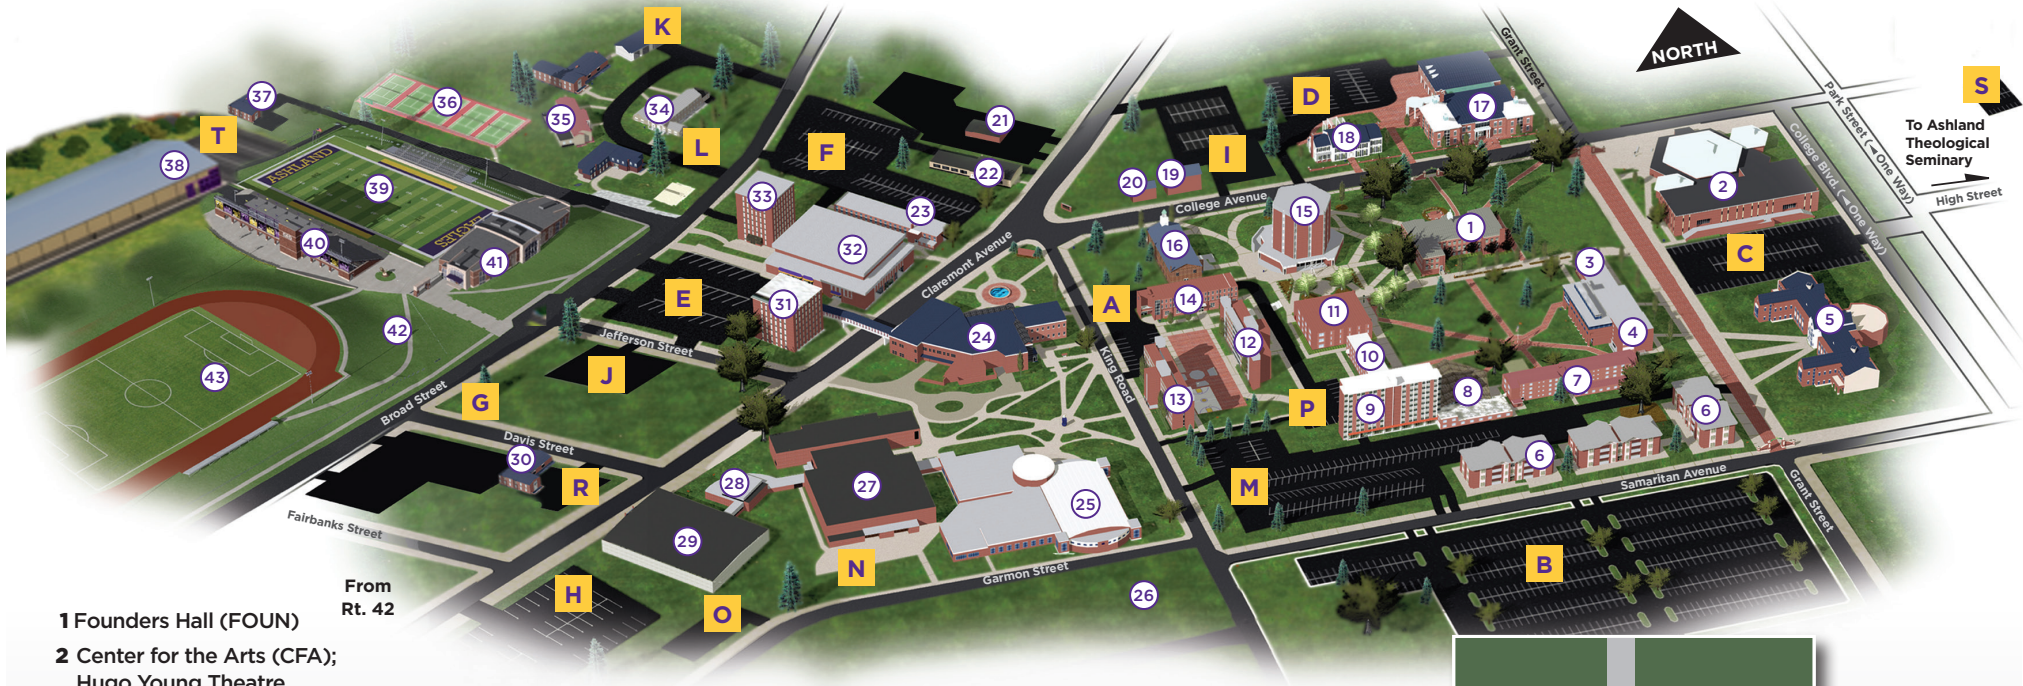 K
Grant Street
NORTH
37
36
35
34
T
L
F
21
22
D
17
18
I
Park Street (◄ One Way)
S
To Ashland
Theological
Seminary
High Street
College Blvd. (◄ One Way)
38
ASHLAND
39
EAGLES
40
41
33
23
32
20
19
College Avenue
15
1
2
C
16
3
Claremont Avenue
E
31
A
14
11
12
4
5
42
43
Jefferson Street
24
10
King Road
J
G
Broad Street
13
P
9
8
7
6
6
Davis Street
30
R
28
27
25
M
Samaritan Avenue
Grant Street
Fairbanks Street
29
N
Garmon Street
B
From
Rt. 42
H
O
26
1 Founders Hall (FOUN)
2 Center for the Arts (CFA);
Hugo Young Theatre